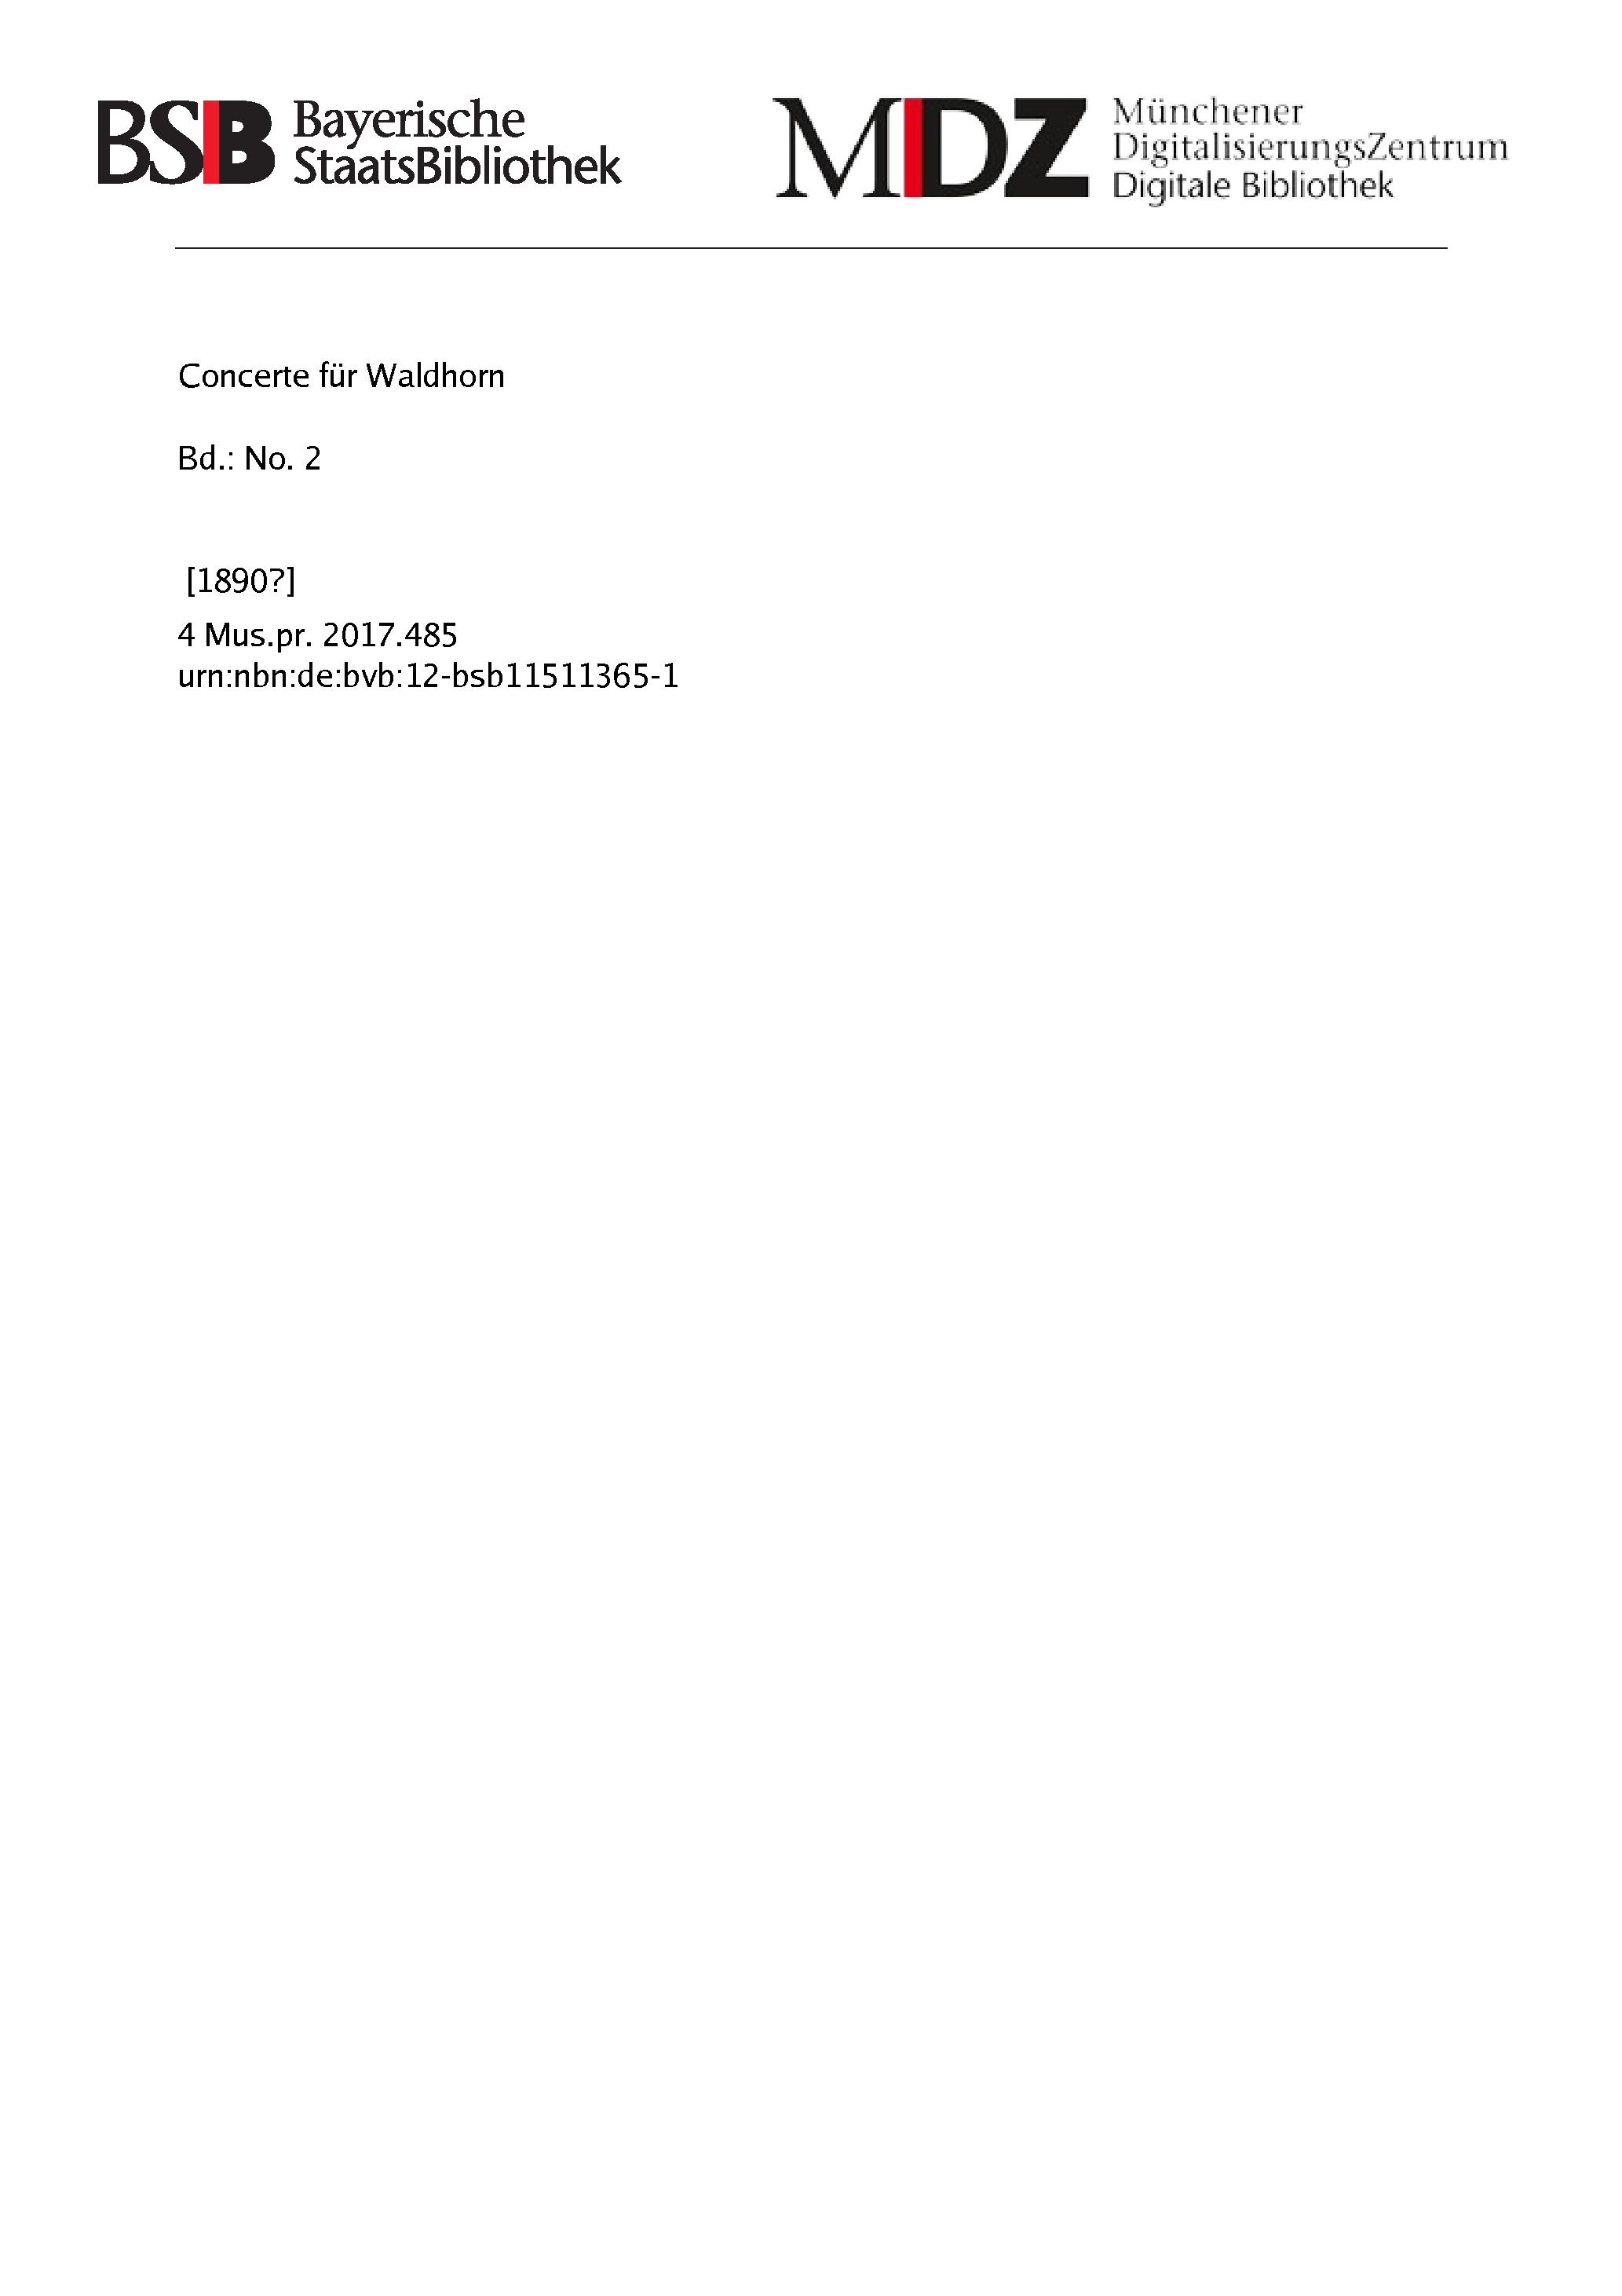 BSB Bayerische
StaatsBibliothek
MDZ Münchener
DigitalisierungsZentrum
Digitale Bibliothek
Concerte für Waldhorn
Bd.: No. 2
[1890?]
4 Mus.pr. 2017.485
urn:nbn:de:bvb:12-bsb11511365-1